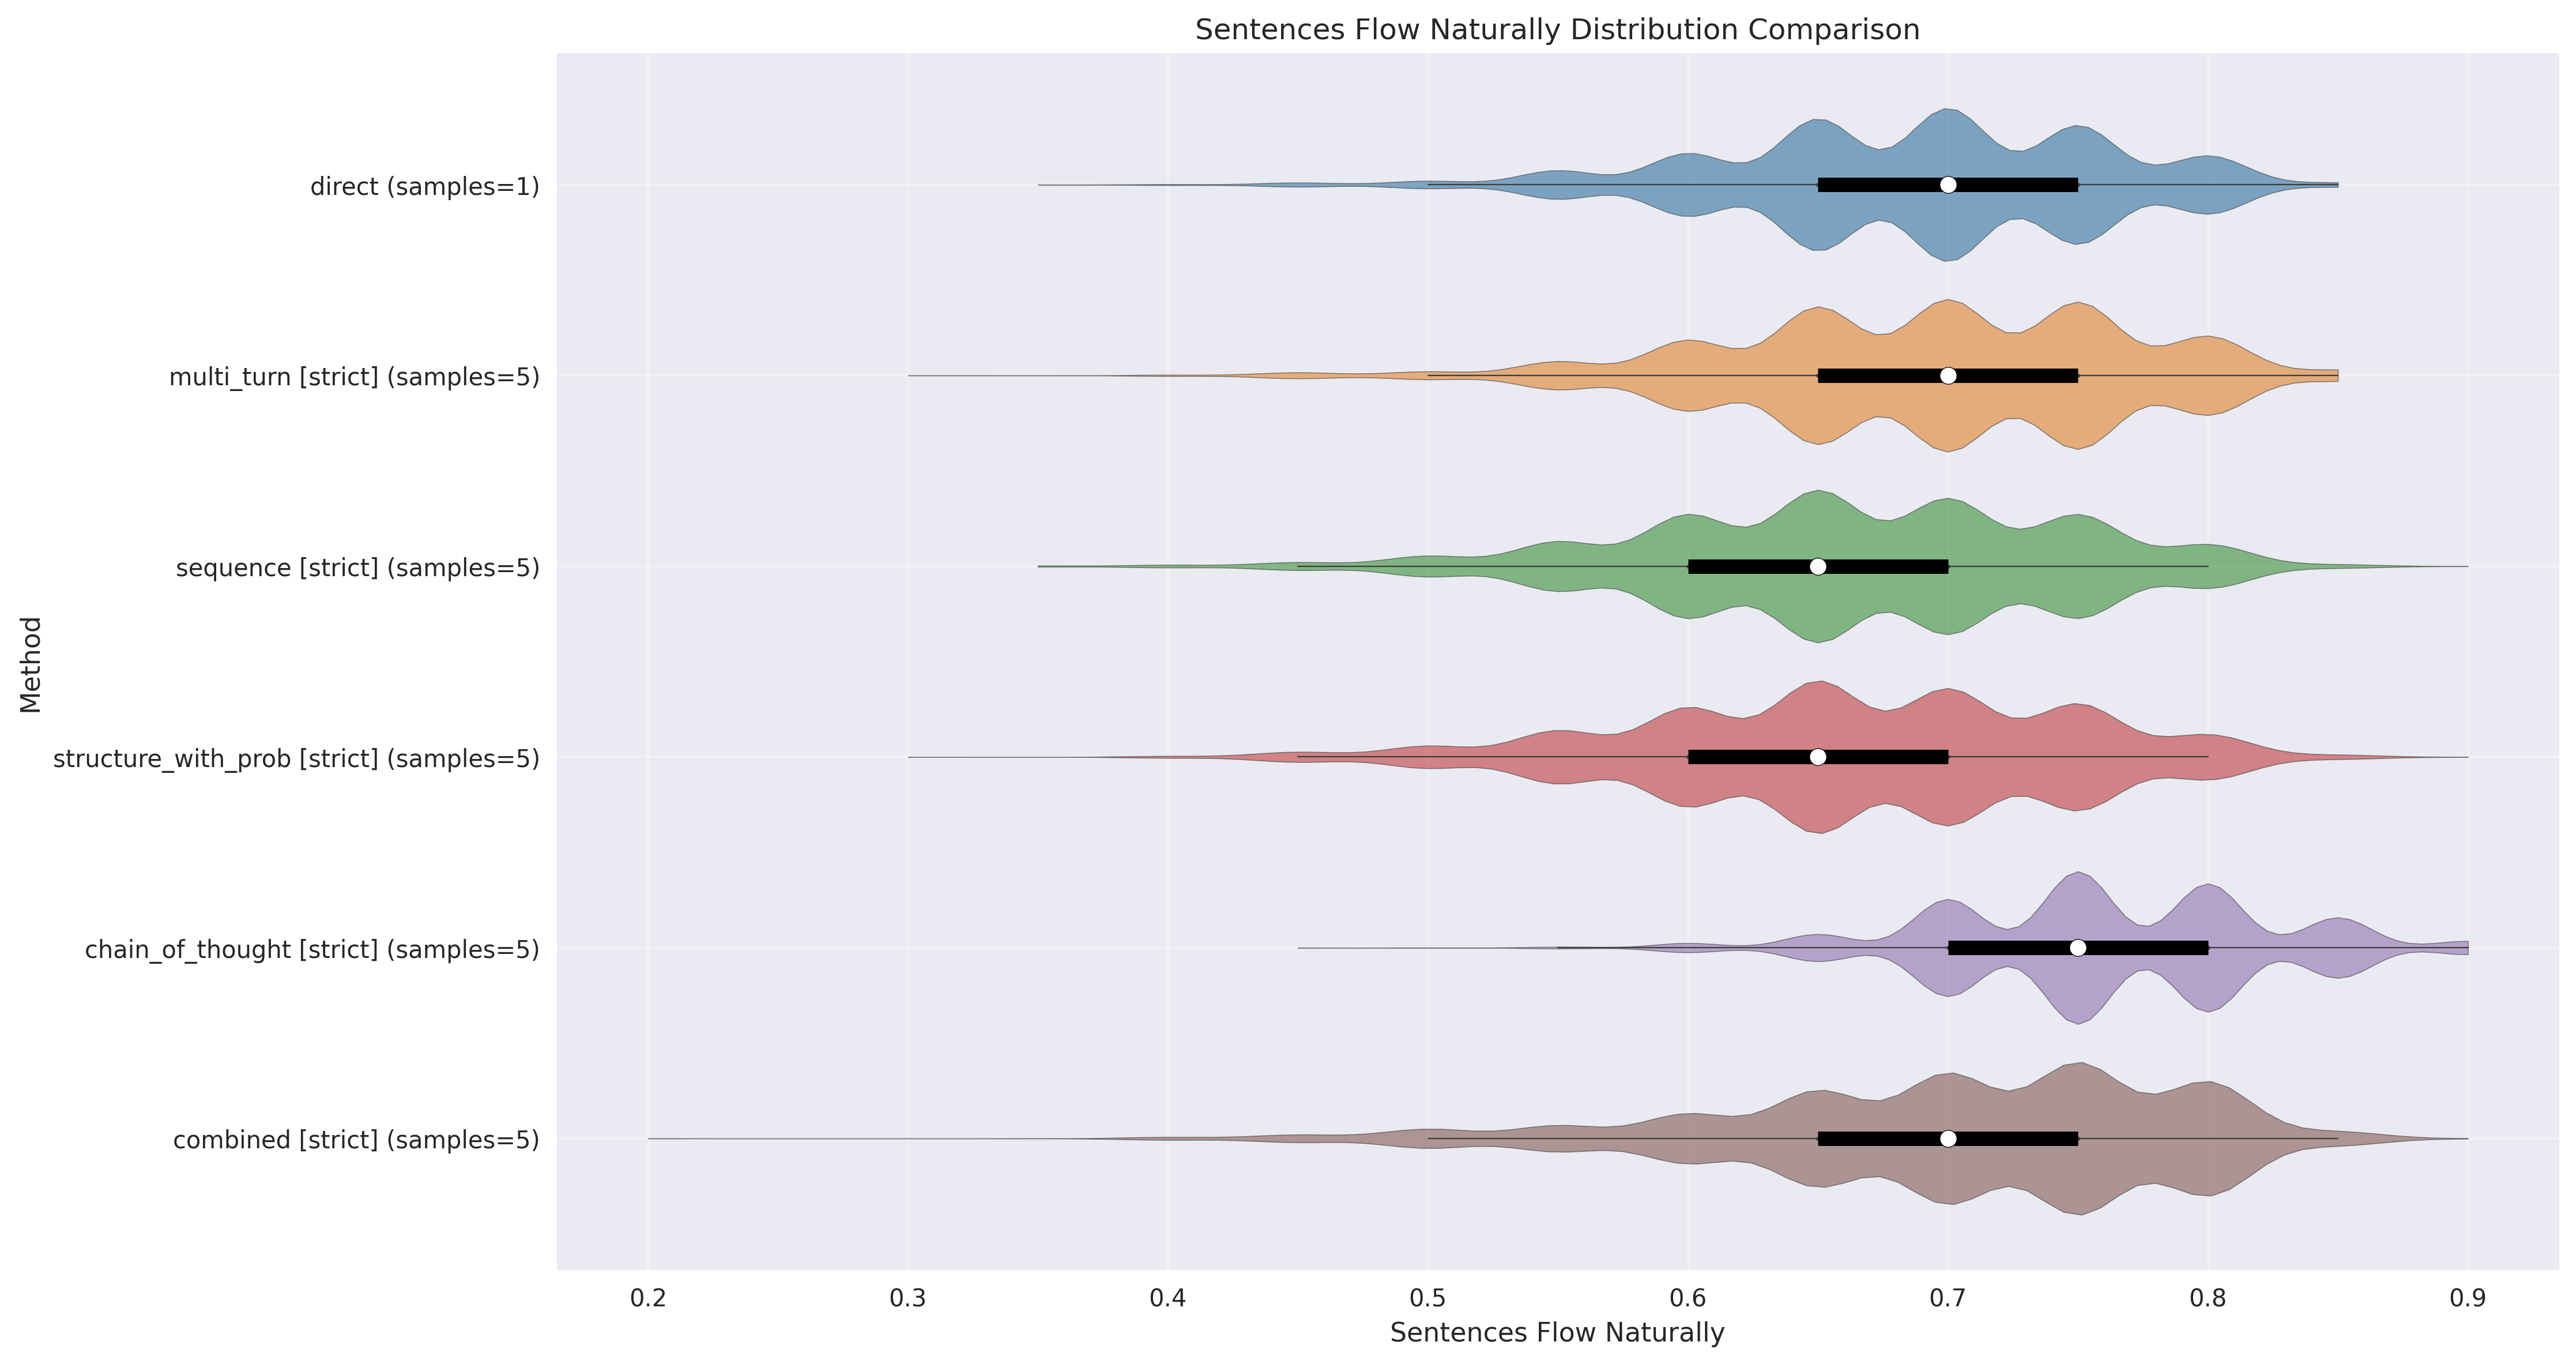 Sentences Flow Naturally Distribution Comparison
direct (samples=1)
multi_turn [strict] (samples=5)
sequence [strict] (samples=5)
structure_with_prob [strict] (samples=5)
chain_of_thought [strict] (samples=5)
combined [strict] (samples=5)
Method
0.2 0.3 0.4 0.5 0.6 0.7 0.8 0.9
Sentences Flow Naturally